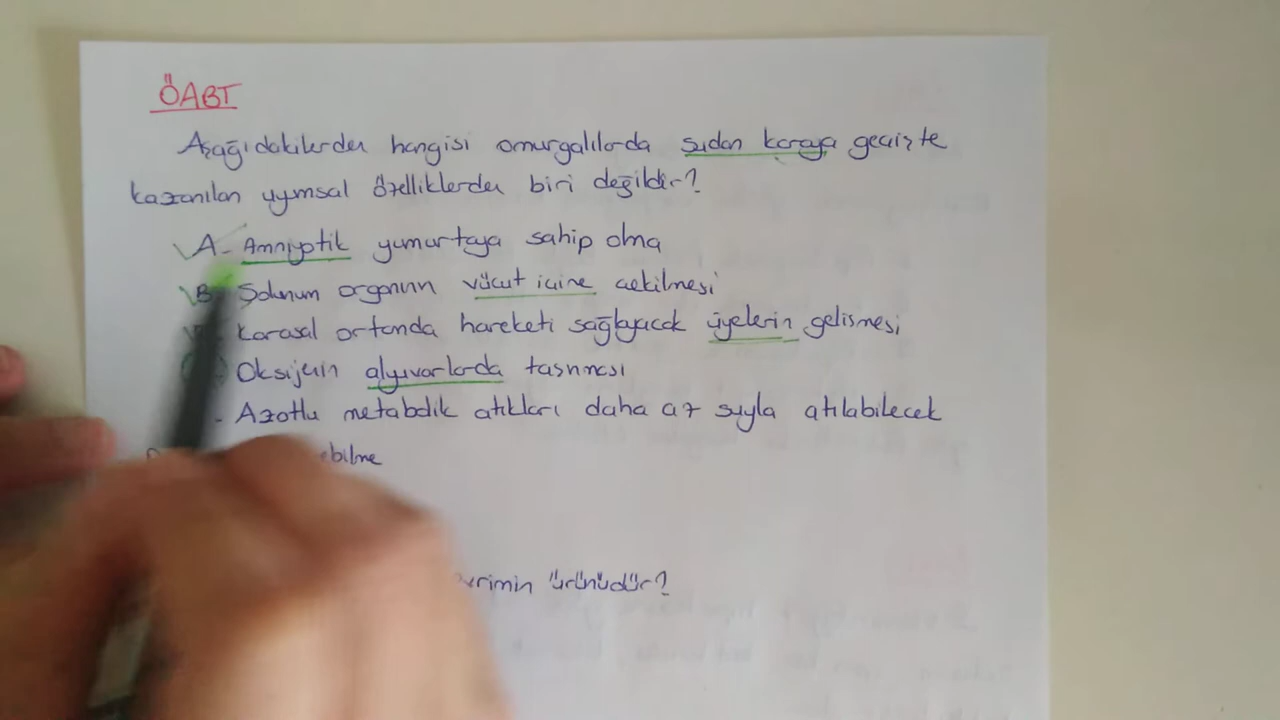 ÖABT
Aşağıdakilerden hangisi omurgalılarda sudan karaya geçişte
kazanılan uyumsal özelliklerden biri değildir?
A- Amniyotik yumurtaya sahip olma
B- Solunum organının vücut içine çekilmesi
Karasal ortamda hareketi sağlayacak üyelerin gelişmesi
Oksijenin alyuvarlarda taşınması
- Azotlu metabolik atıkları daha az suyla atılabilecek
ürünüdür?